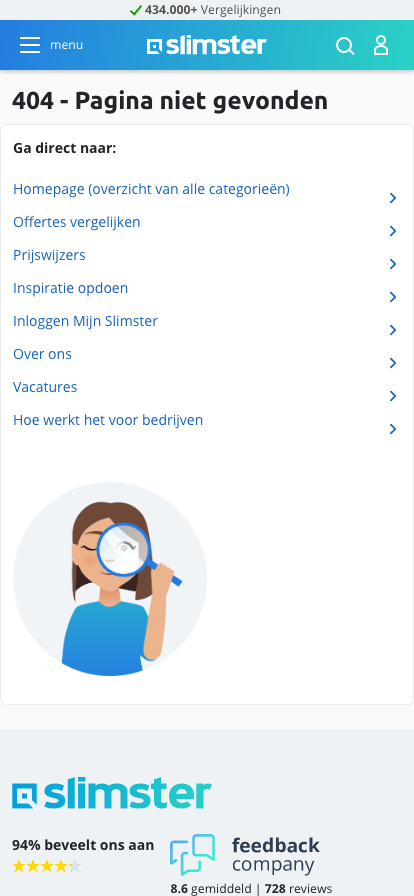 434.000+ Vergelijkingen
menu
slimster
404 - Pagina niet gevonden
Ga direct naar:
Homepage (overzicht van alle categorieën)
Offertes vergelijken
Prijswijzers
Inspiratie opdoen
Inloggen Mijn Slimster
Over ons
Vacatures
Hoe werkt het voor bedrijven
slimster
94% beveelt ons aan
feedback
company
8.6 gemiddeld | 728 reviews